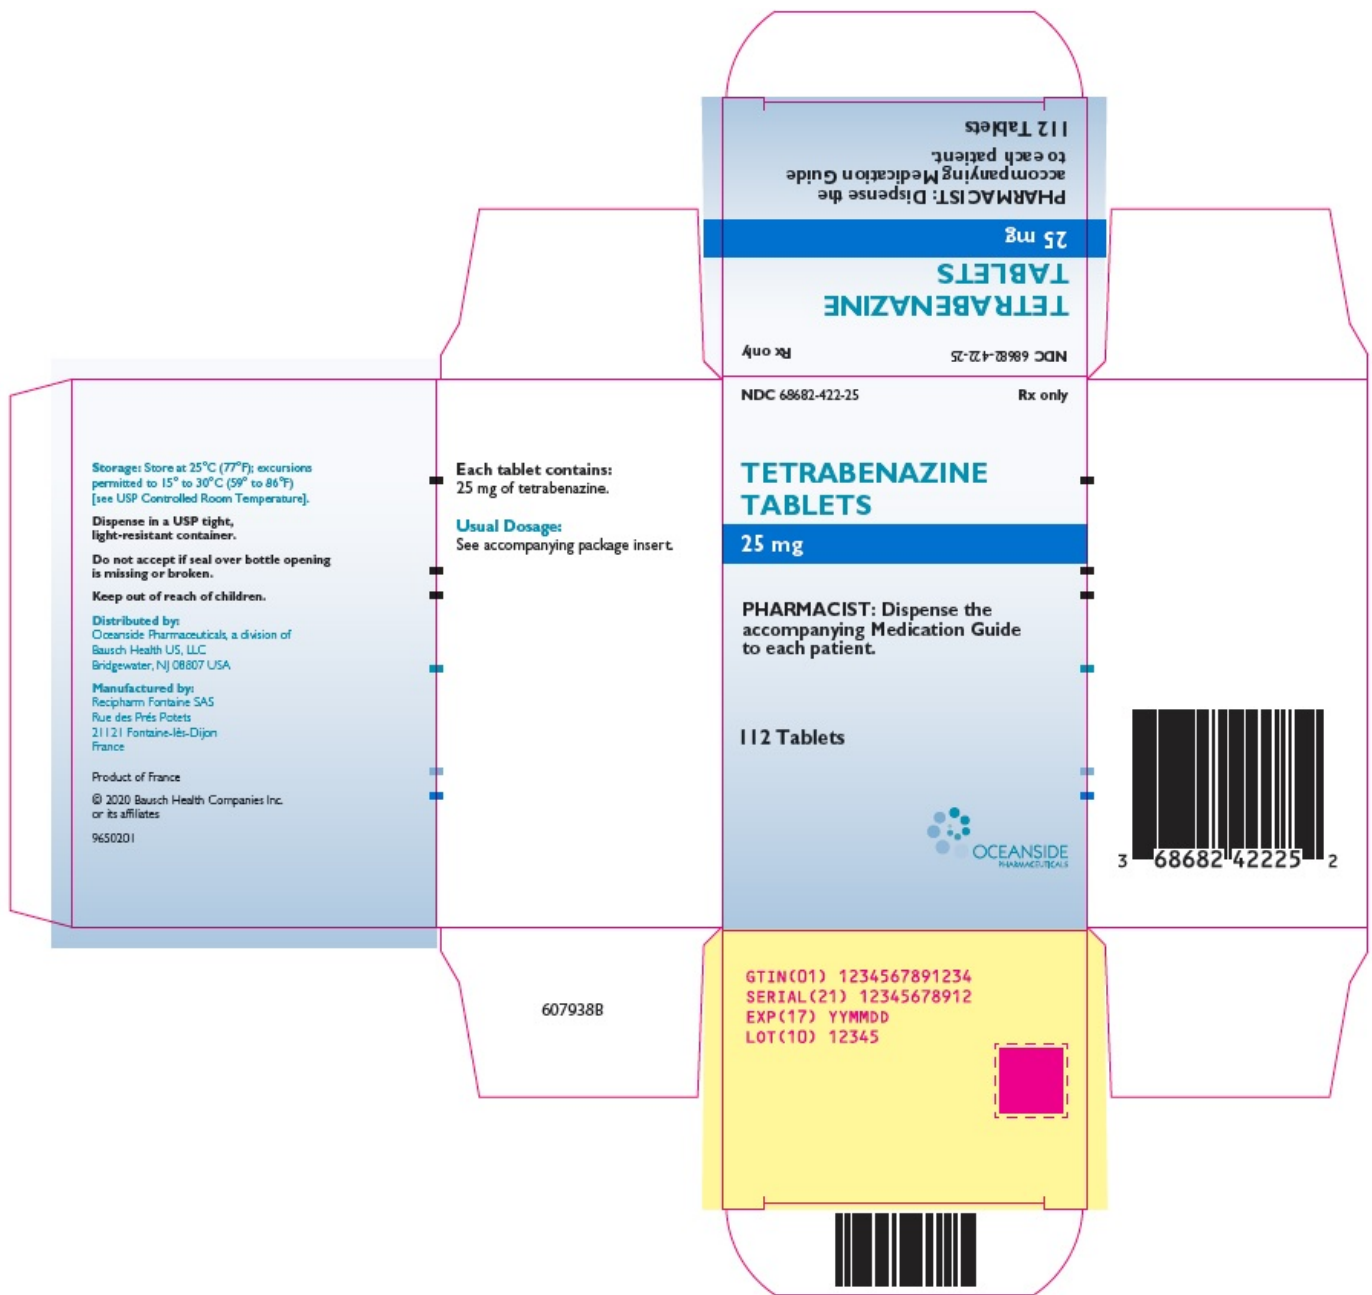 112 Tablets
PHARMACIST: Dispense the
accompanying Medication Guide
to each patient.
25 mg
TETRABENAZINE
TABLETS
NDC 68682-422-25 Rx only
Storage: Store at 25°C (77°F); excursions
permitted to 15° to 30°C (59° to 86°F)
[see USP Controlled Room Temperature].
Dispense in a USP tight,
light-resistant container.
Do not accept if seal over bottle opening
is missing or broken.
Keep out of reach of children.
Distributed by:
Oceanside Pharmaceuticals, a division of
Bausch Health US, LLC
Bridgewater, NJ 08807 USA
Manufactured by:
Recipharm Fontaine SAS
Rue des Prés Potets
21121 Fontaine-lès-Dijon
France
Product of France
© 2020 Bausch Health Companies Inc.
or its affiliates
9650201
Each tablet contains:
25 mg of tetrabenazine.
Usual Dosage:
See accompanying package insert.
607938B
NDC 68682-422-25 Rx only
TETRABENAZINE
TABLETS
25 mg
PHARMACIST: Dispense the
accompanying Medication Guide
to each patient.
112 Tablets
OCEANSIDE
PHARMACEUTICALS
3 68682 42225 2
GTIN(01) 1234567891234
SERIAL(21) 12345678912
EXP(17) YYMMDD
LOT(10) 12345